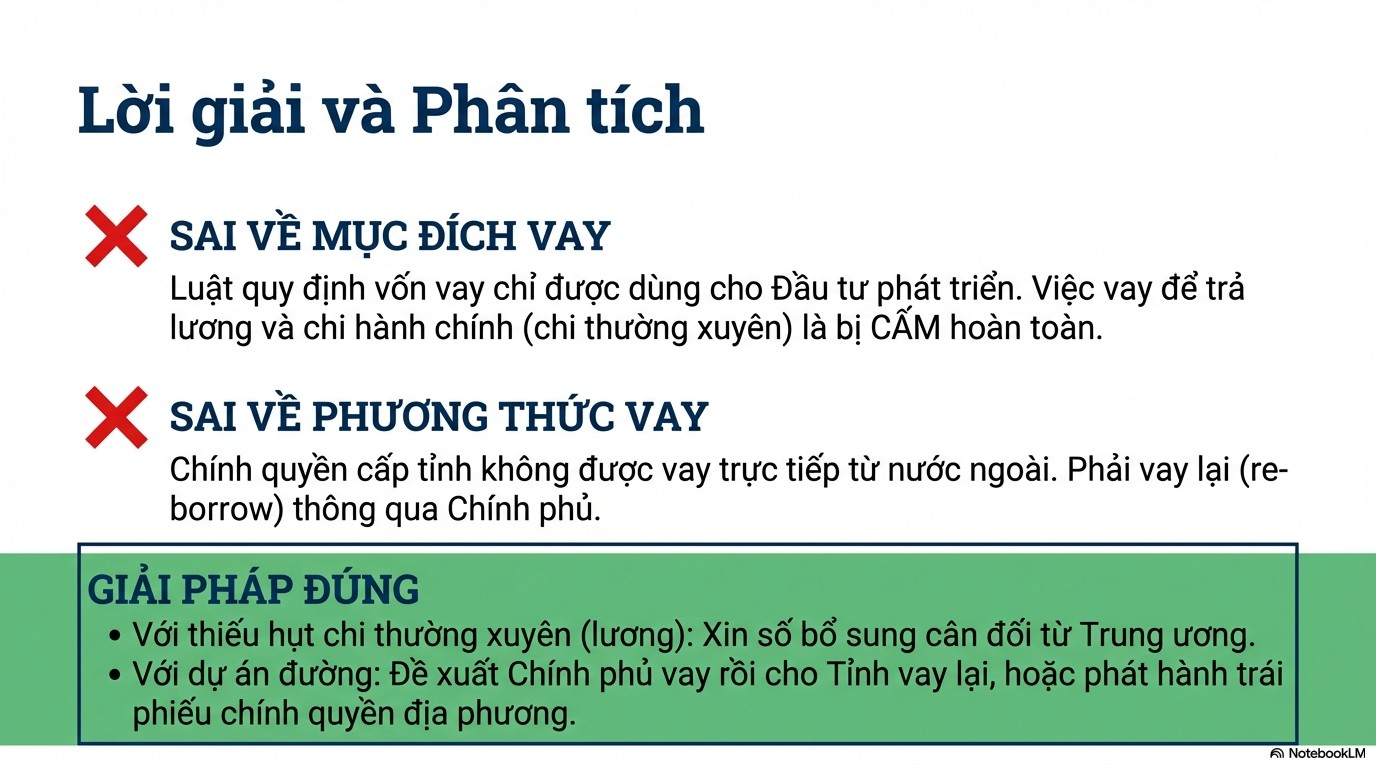 Lời giải và Phân tích
SAI VỀ MỤC ĐÍCH VAY
Luật quy định vốn vay chỉ được dùng cho Đầu tư phát triển. Việc vay để trả
lương và chi hành chính (chi thường xuyên) là bị CẤM hoàn toàn.
SAI VỀ PHƯƠNG THỨC VAY
Chính quyền cấp tỉnh không được vay trực tiếp từ nước ngoài. Phải vay lại (re-
borrow) thông qua Chính phủ.
GIẢI PHÁP ĐÚNG
• Với thiếu hụt chi thường xuyên (lương): Xin số bổ sung cân đối từ Trung ương.
• Với dự án đường: Đề xuất Chính phủ vay rồi cho Tỉnh vay lại, hoặc phát hành trái
phiếu chính quyền địa phương.
NotebookLM